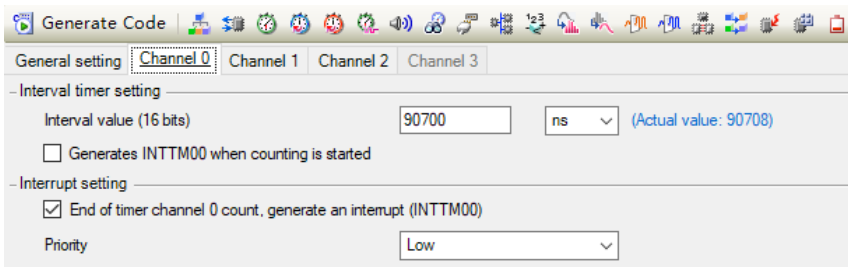 Generate Code
General setting Channel 0 Channel 1 Channel 2 Channel 3
Interval timer setting
Interval value (16 bits) 90700 ns (Actual value: 90708)
Generates INTTM00 when counting is started
Interrupt setting
End of timer channel 0 count, generate an interrupt (INTTM00)
Priority Low